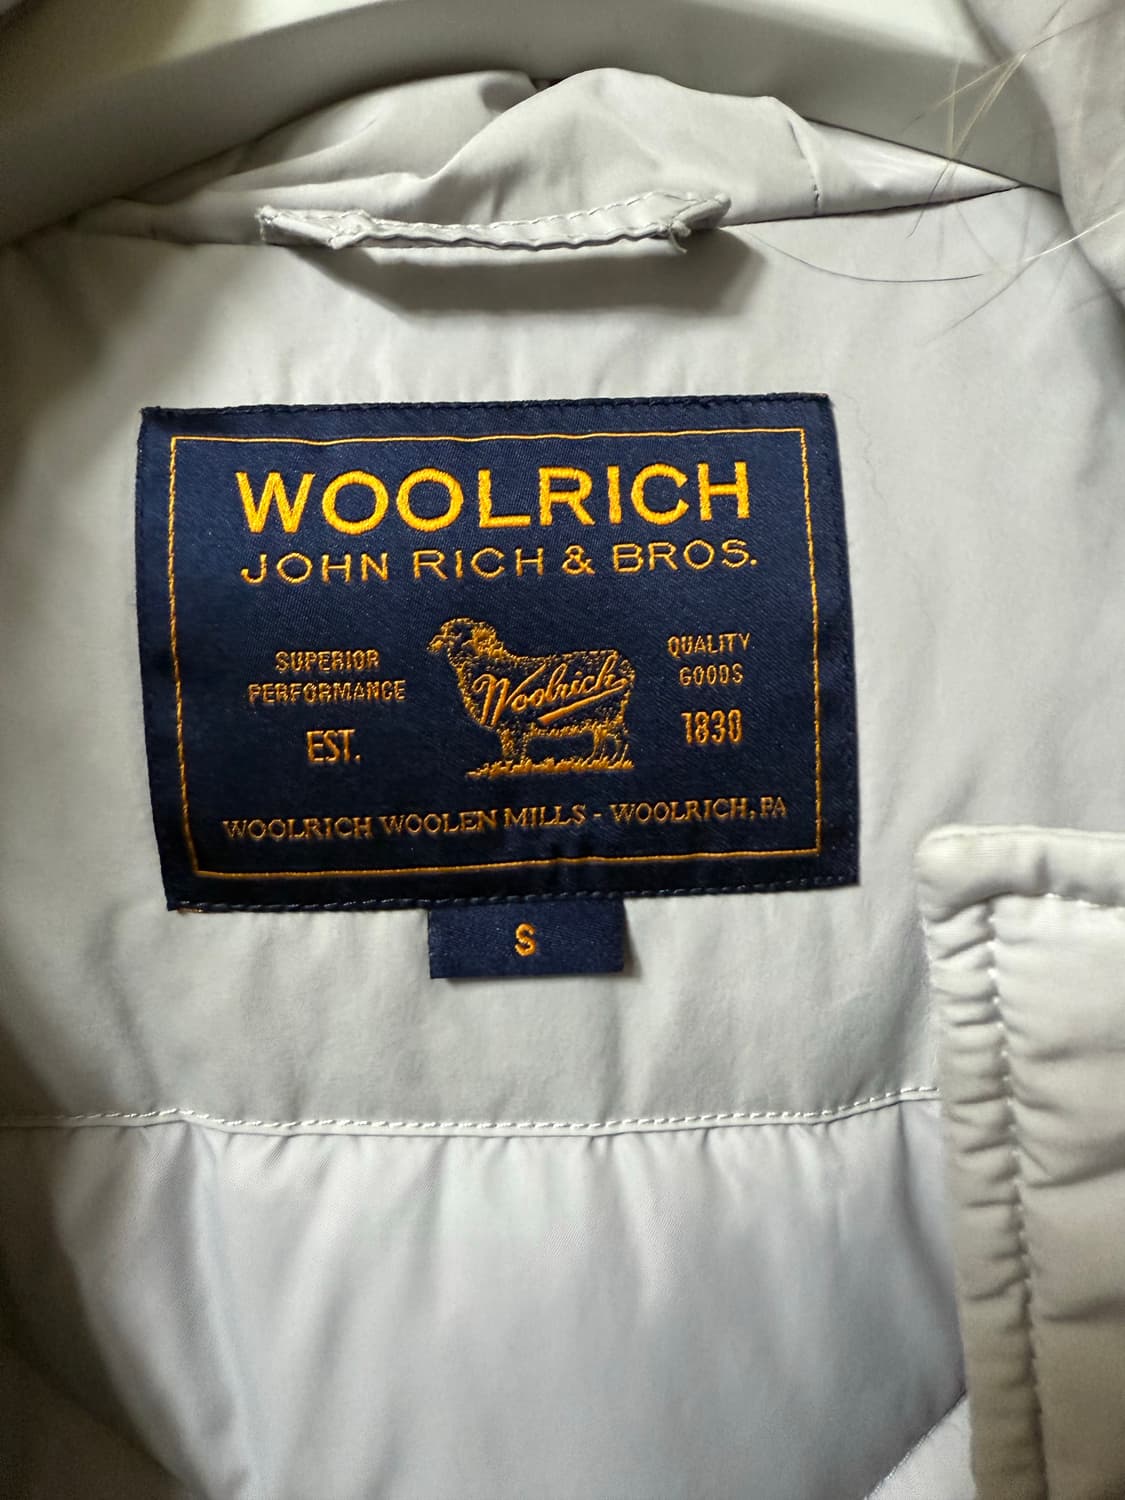 WOOLRICH
JOHN RICH & BROS.
SUPERIOR
PERFORMANCE
EST.
Woolrich
QUALITY
GOODS
1830
WOOLRICH WOOLEN MILLS - WOOLRICH, PA
S